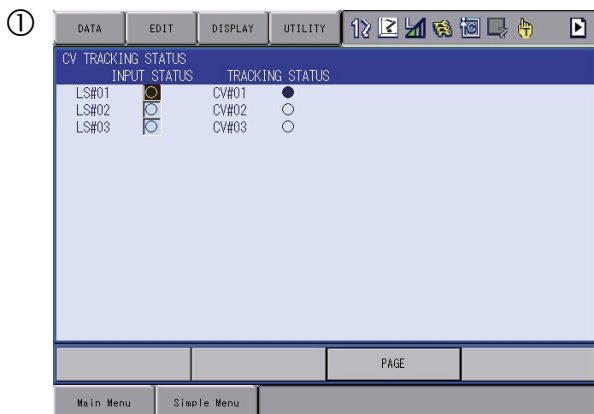 ①
DATA EDIT DISPLAY UTILITY
CV TRACKING STATUS
INPUT STATUS TRACKING STATUS
LS#01 CV#01
LS#02 CV#02
LS#03 CV#03
PAGE
Main Menu Simple Menu